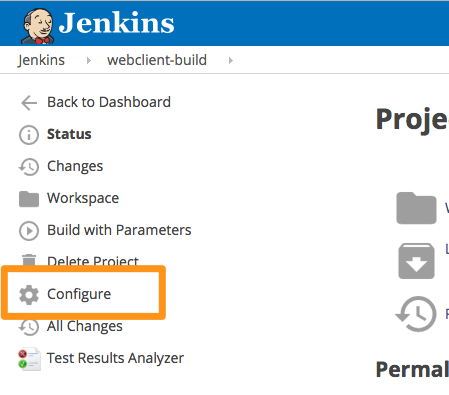 Jenkins
Jenkins webclient-build
Back to Dashboard
Status
Changes
Workspace
Build with Parameters
Delete Project
Configure
All Changes
Test Results Analyzer
Proje
Permal